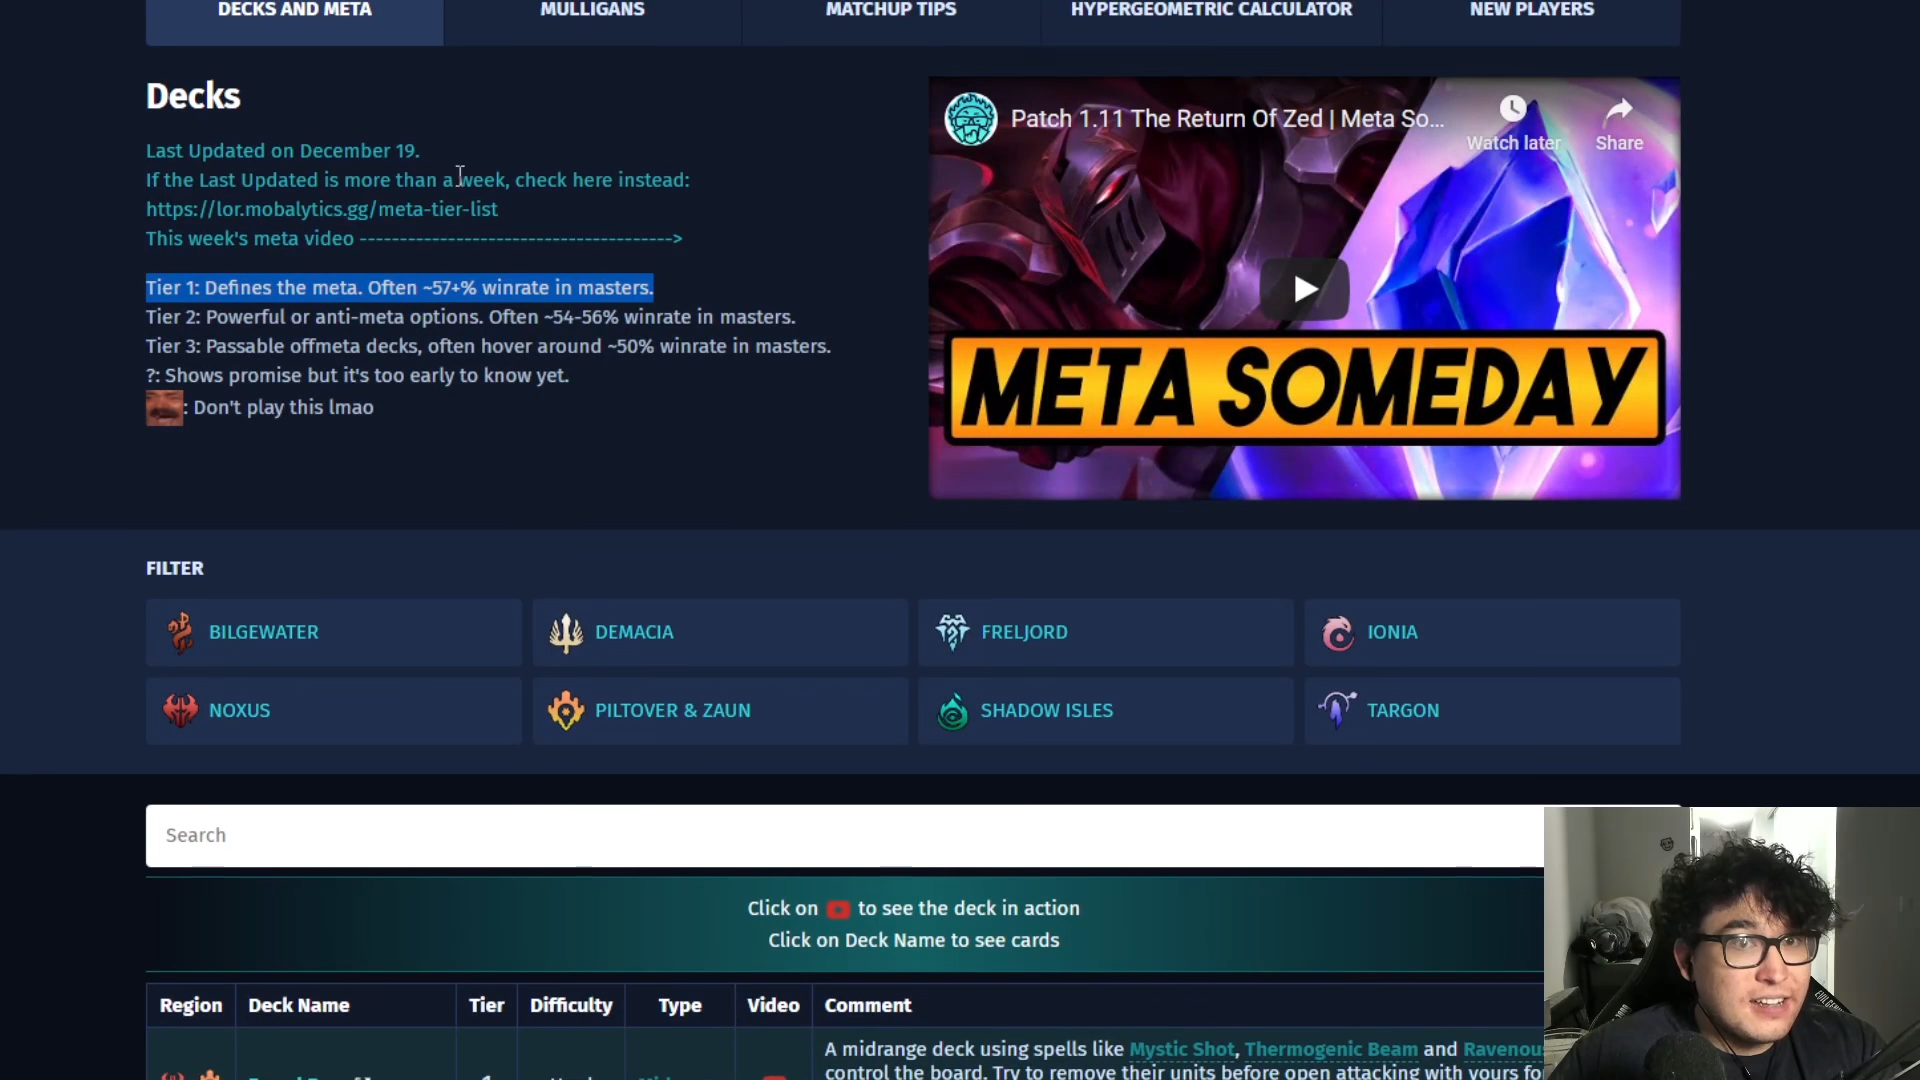 DECKS AND META
MULLIGANS
MATCHUP TIPS
HYPERGEOMETRIC CALCULATOR
NEW PLAYERS
Decks
Last Updated on December 19.
If the Last Updated is more than a week, check here instead:
https://lor.mobalytics.gg/meta-tier-list
This week's meta video --------------------------------------->
Tier 1: Defines the meta. Often ~57+% winrate in masters.
Tier 2: Powerful or anti-meta options. Often ~54-56% winrate in masters.
Tier 3: Passable offmeta decks, often hover around ~50% winrate in masters.
?: Shows promise but it's too early to know yet.
: Don't play this lmao
Patch 1.11 The Return Of Zed | Meta So...
Watch later
Share
META SOMEDAY
FILTER
BILGEWATER
DEMACIA
FRELJORD
IONIA
NOXUS
PILTOVER & ZAUN
SHADOW ISLES
TARGON
Search
Click on to see the deck in action
Click on Deck Name to see cards
Region
Deck Name
Tier
Difficulty
Type
Video
Comment
A midrange deck using spells like Mystic Shot, Thermogenic Beam and
control the board. Try to remove their units before open attacking with yours